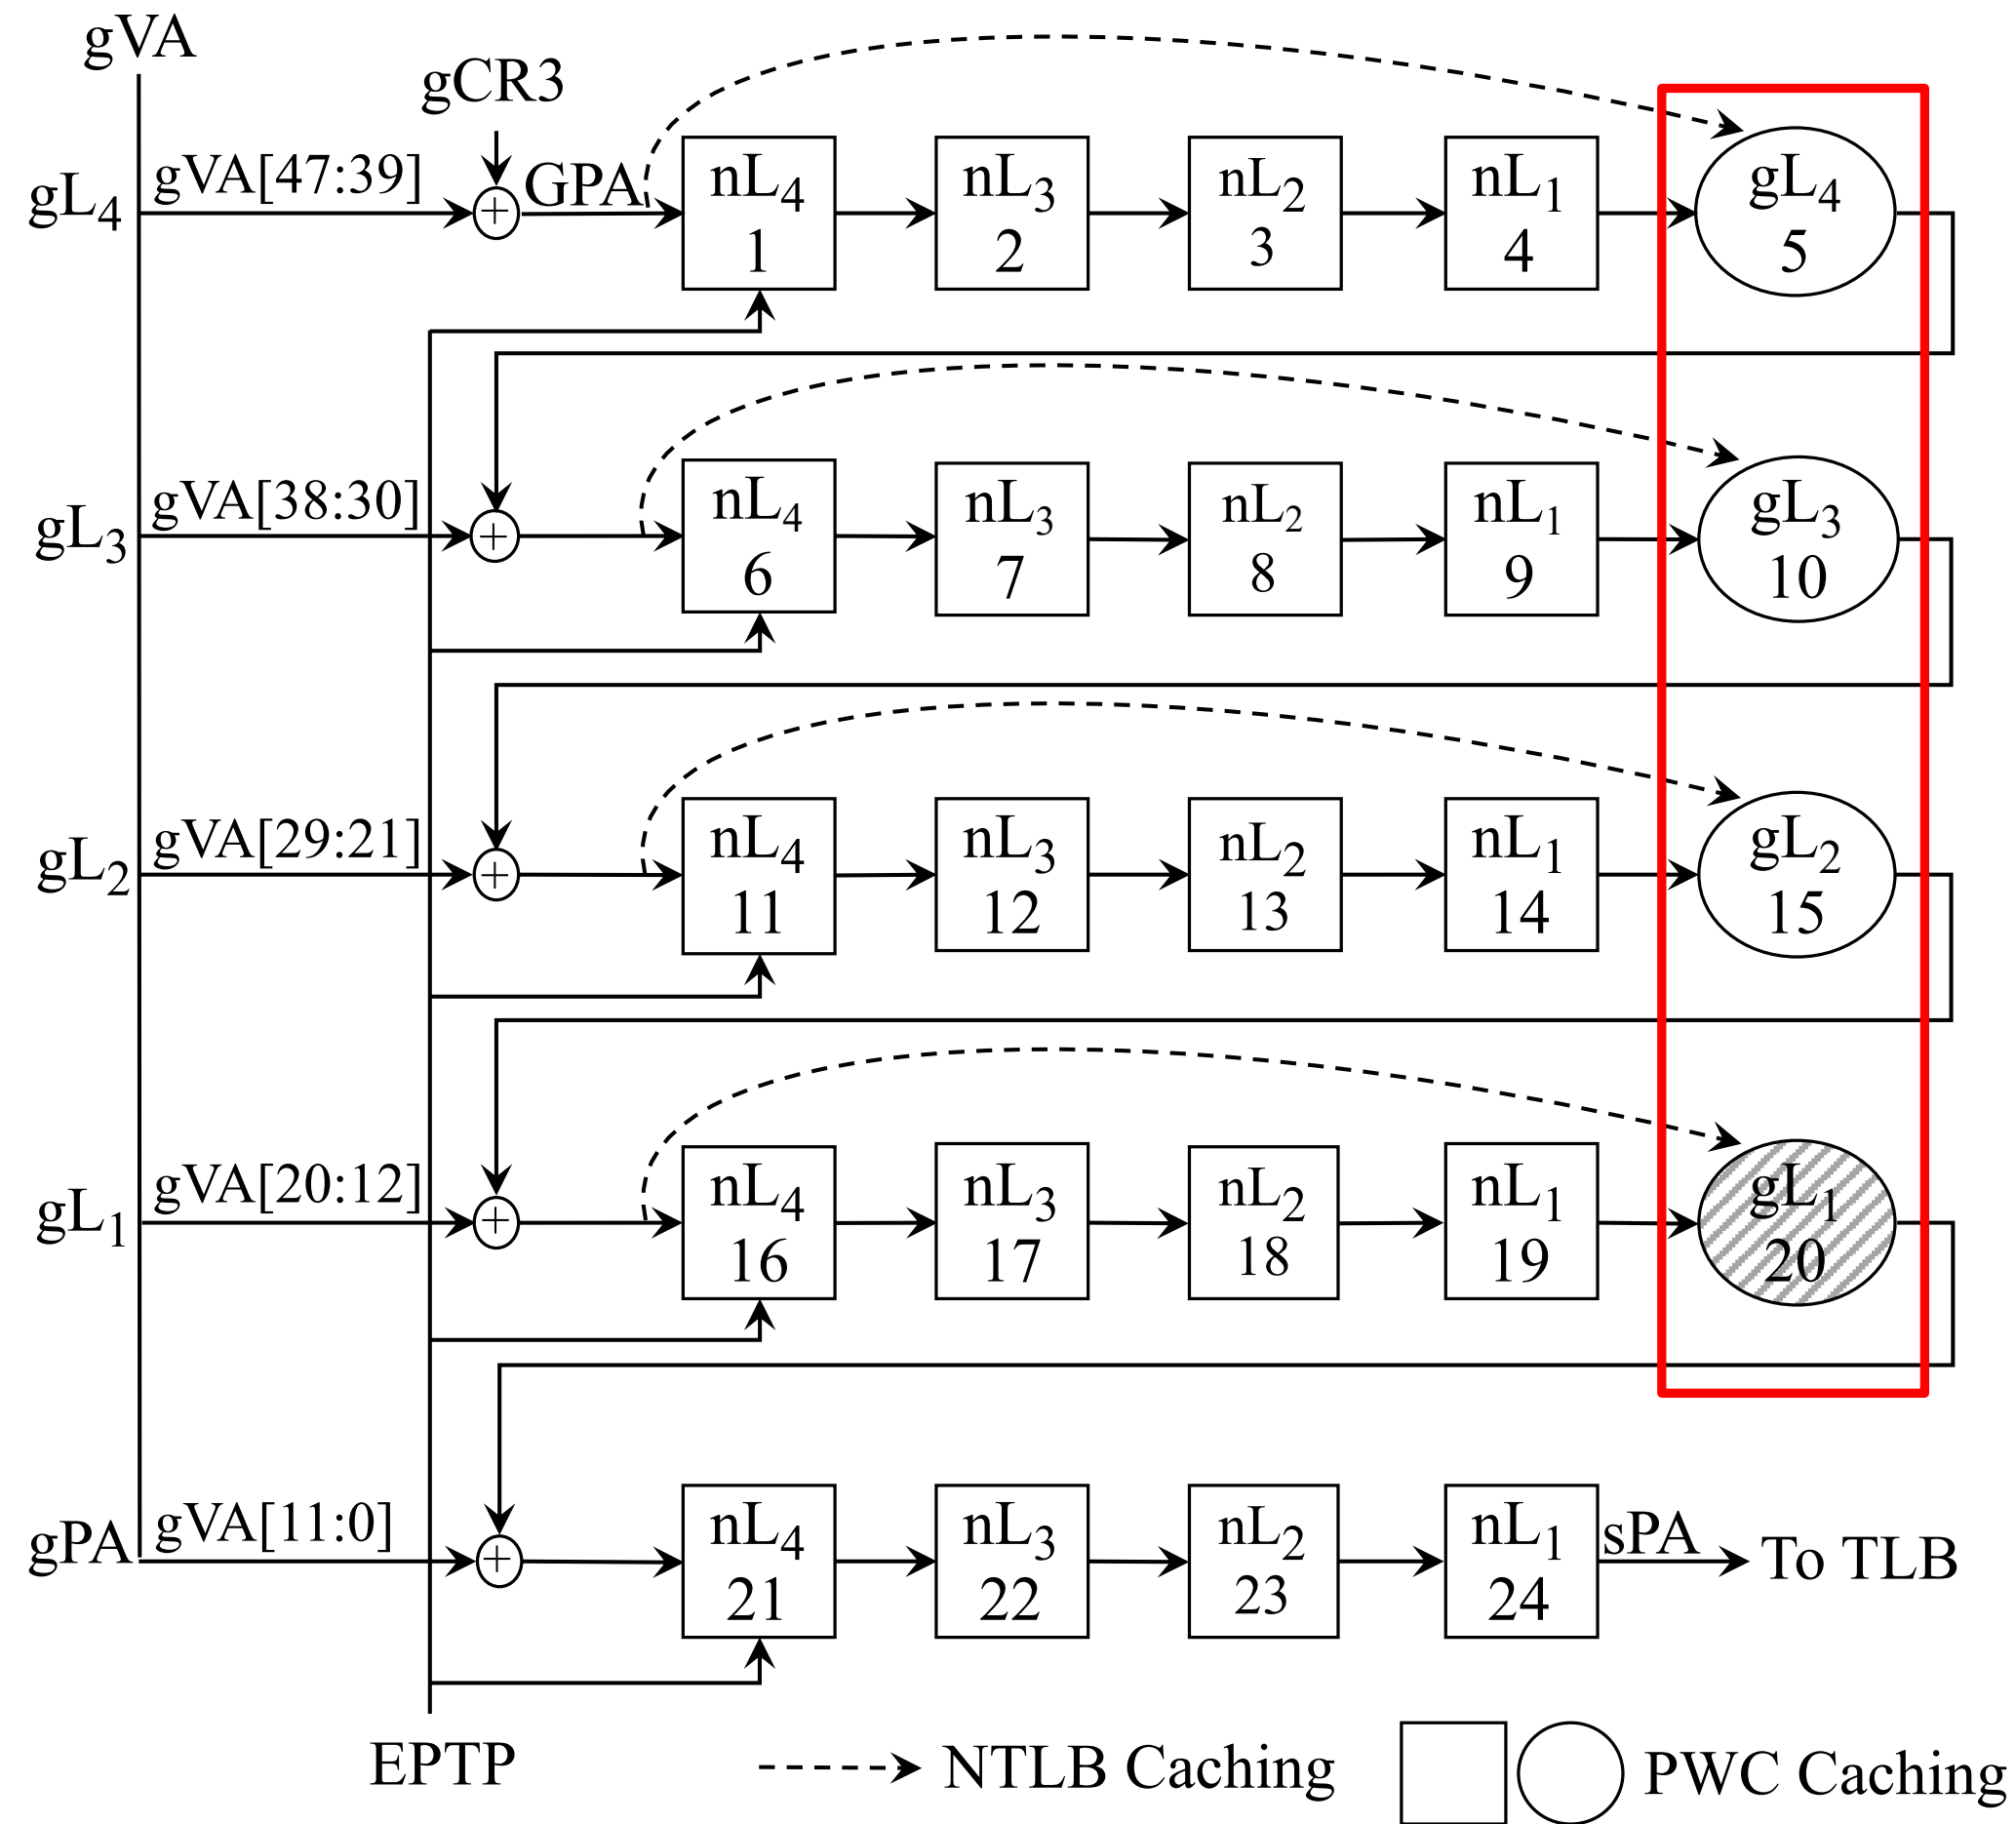 gVA
gCR3
gL4 gVA[47:39] + GPA nL4 1 nL3 2 nL2 3 nL1 4 gL4 5
gL3 gVA[38:30] + nL4 6 nL3 7 nL2 8 nL1 9 gL3 10
gL2 gVA[29:21] + nL4 11 nL3 12 nL2 13 nL1 14 gL2 15
gL1 gVA[20:12] + nL4 16 nL3 17 nL2 18 nL1 19 gL1 20
gPA gVA[11:0] + nL4 21 nL3 22 nL2 23 nL1 24 sPA To TLB
EPTP NTLB Caching PWC Caching